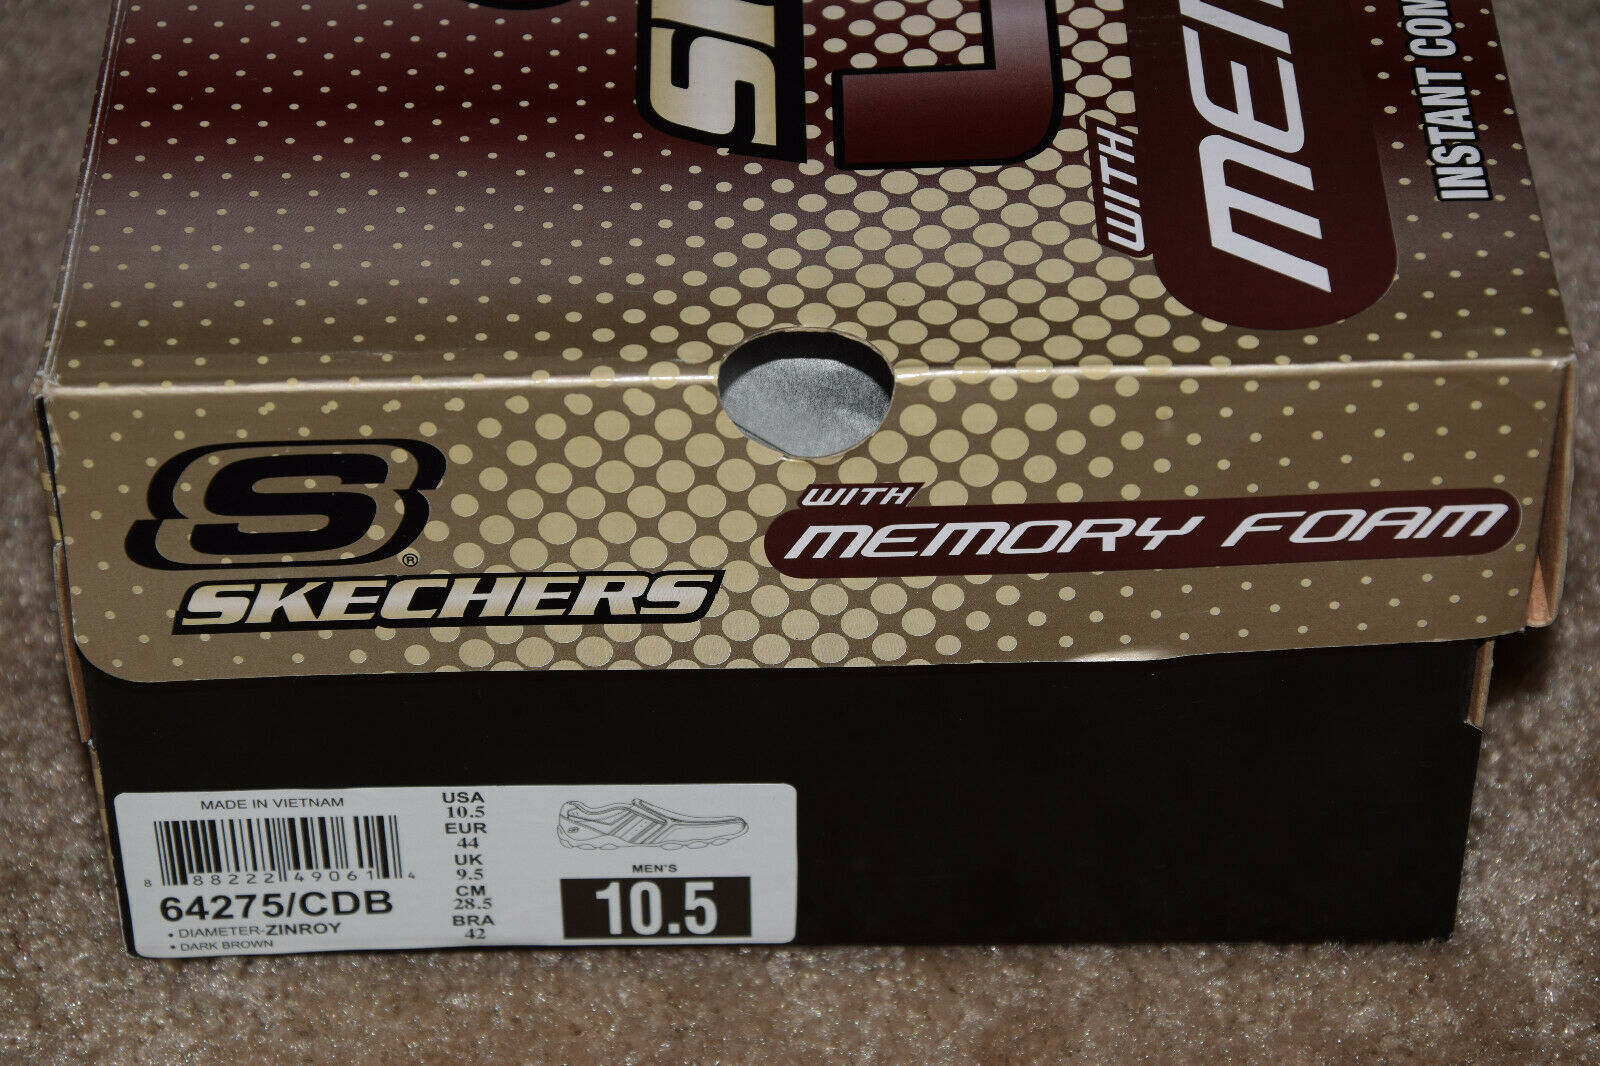 WITH
INSTANT
S
®
SKECHERS
WITH
MEMORY FOAM
MADE IN VIETNAM
8 88222 49061 4
64275/CDB
• DIAMETER-ZINROY
• DARK BROWN
USA
10.5
EUR
44
UK
9.5
CM
28.5
BRA
42
MEN'S
10.5